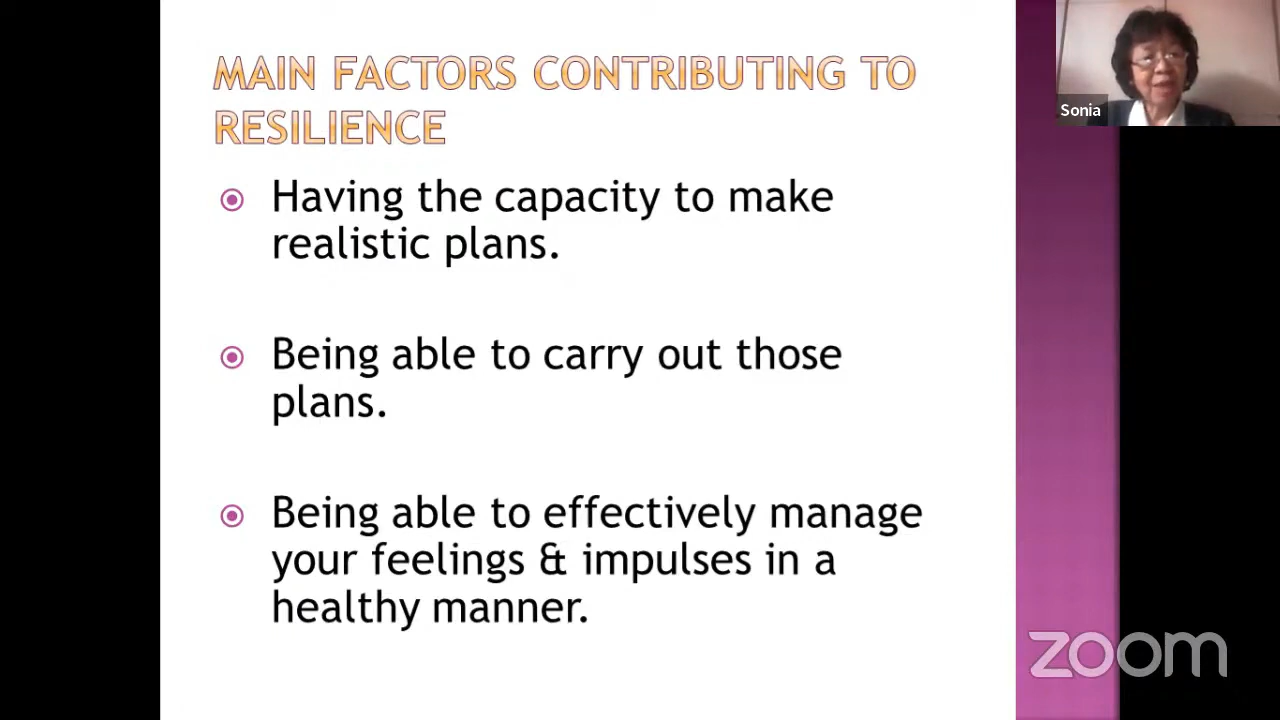 MAIN FACTORS CONTRIBUTING TO
RESILIENCE
Having the capacity to make
realistic plans.
Being able to carry out those
plans.
Being able to effectively manage
your feelings & impulses in a
healthy manner.
Sonia
zoom